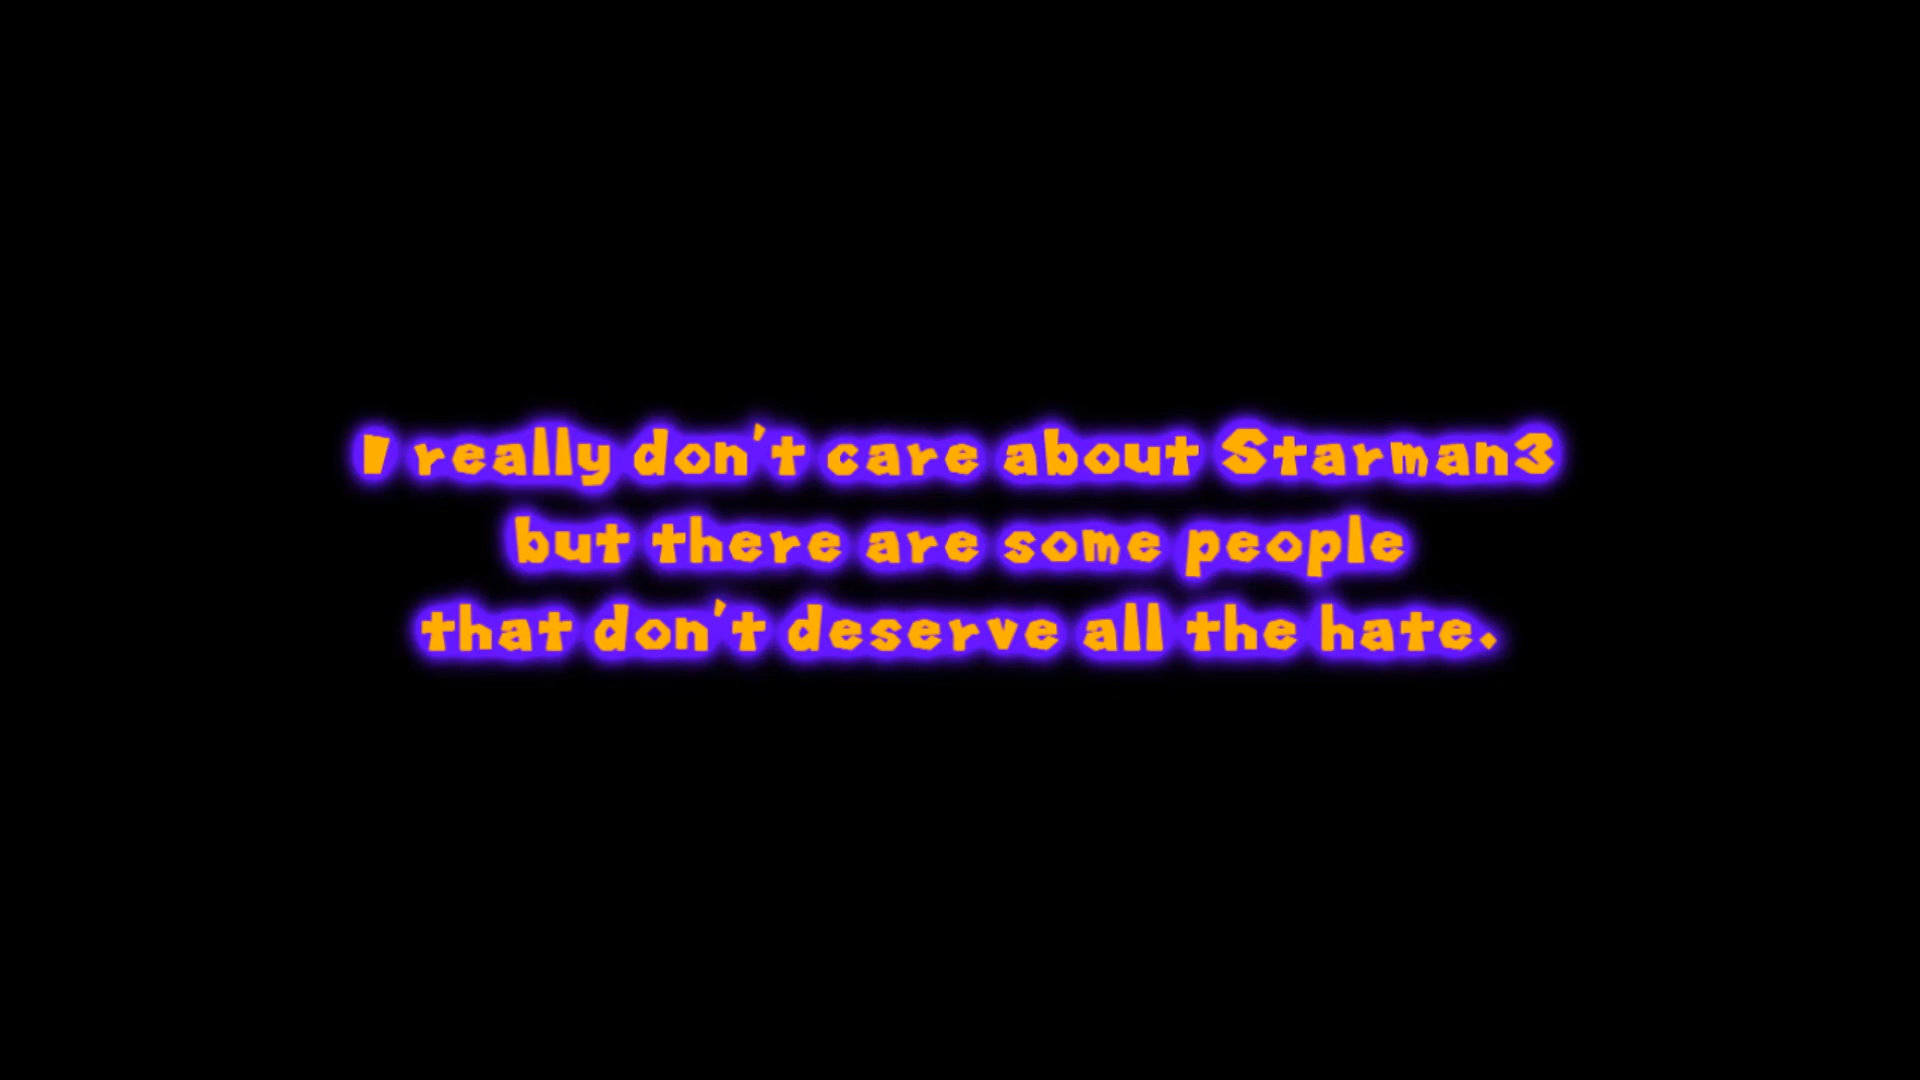 I really don't care about Starman3
but there are some people
that don't deserve all the hate.